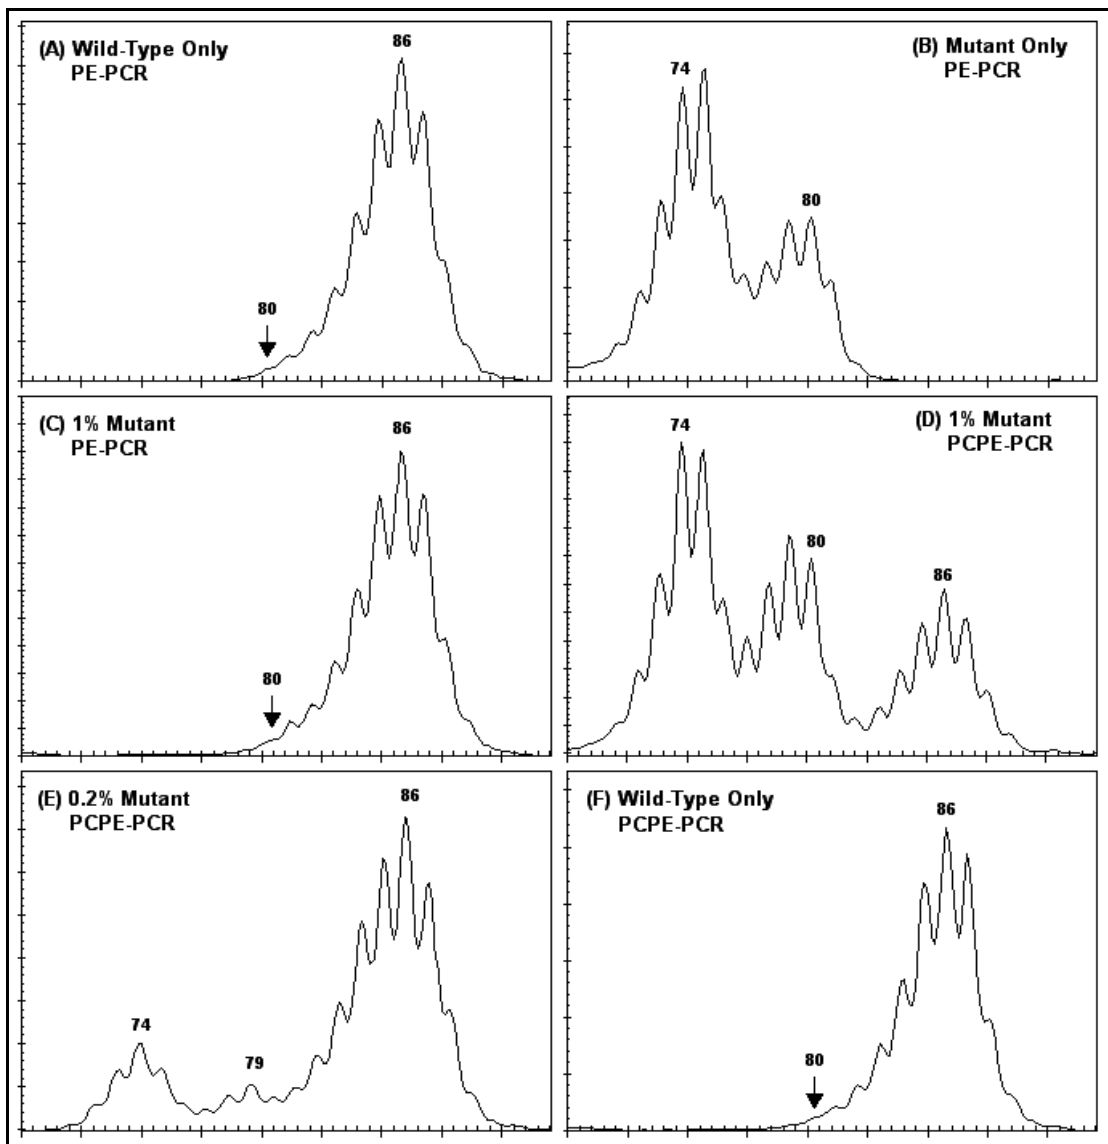 (A) Wild-Type Only
PE-PCR
86
80
(B) Mutant Only
PE-PCR
74
80
(C) 1% Mutant
PE-PCR
86
80
(D) 1% Mutant
PCPE-PCR
74
80
86
(E) 0.2% Mutant
PCPE-PCR
86
74
79
(F) Wild-Type Only
PCPE-PCR
86
80